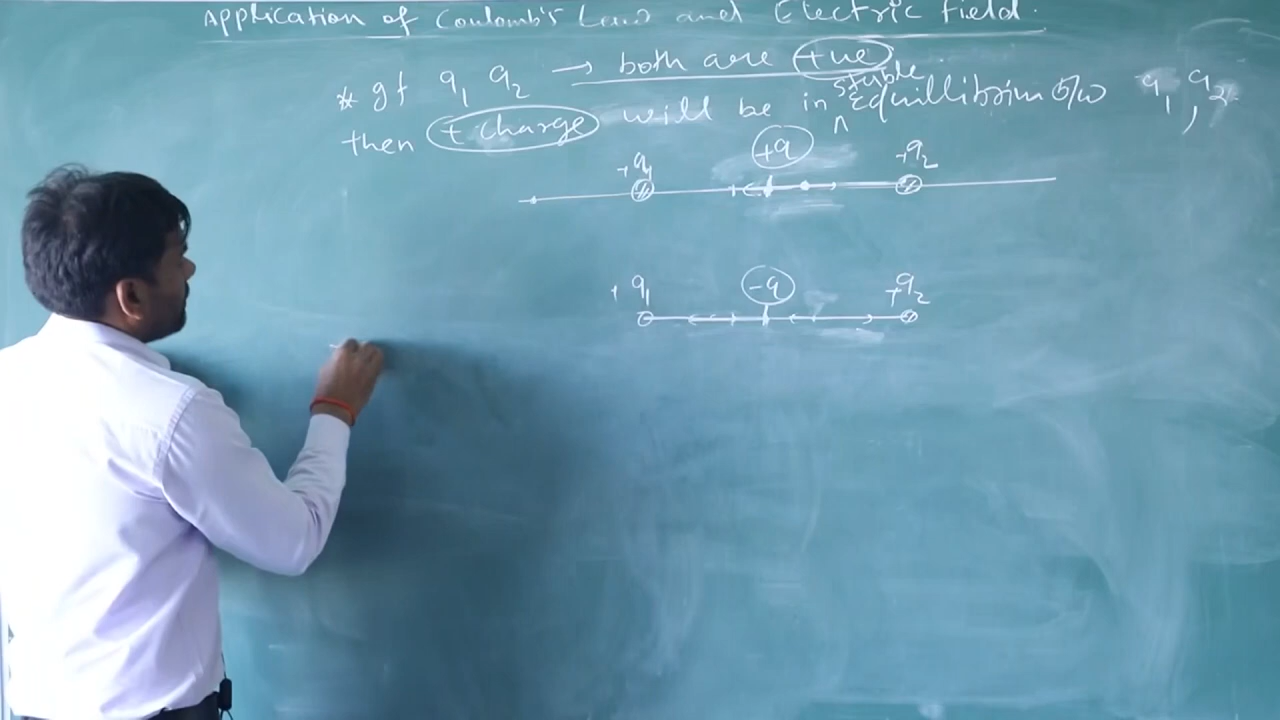 Application of Coulomb's Law and Electric field.
* If q1 q2 → both are +ve
stable
then + charge will be in ^ Equillibrium b/w q1, q2
+q1 +q +q2
+q1 -q +q2